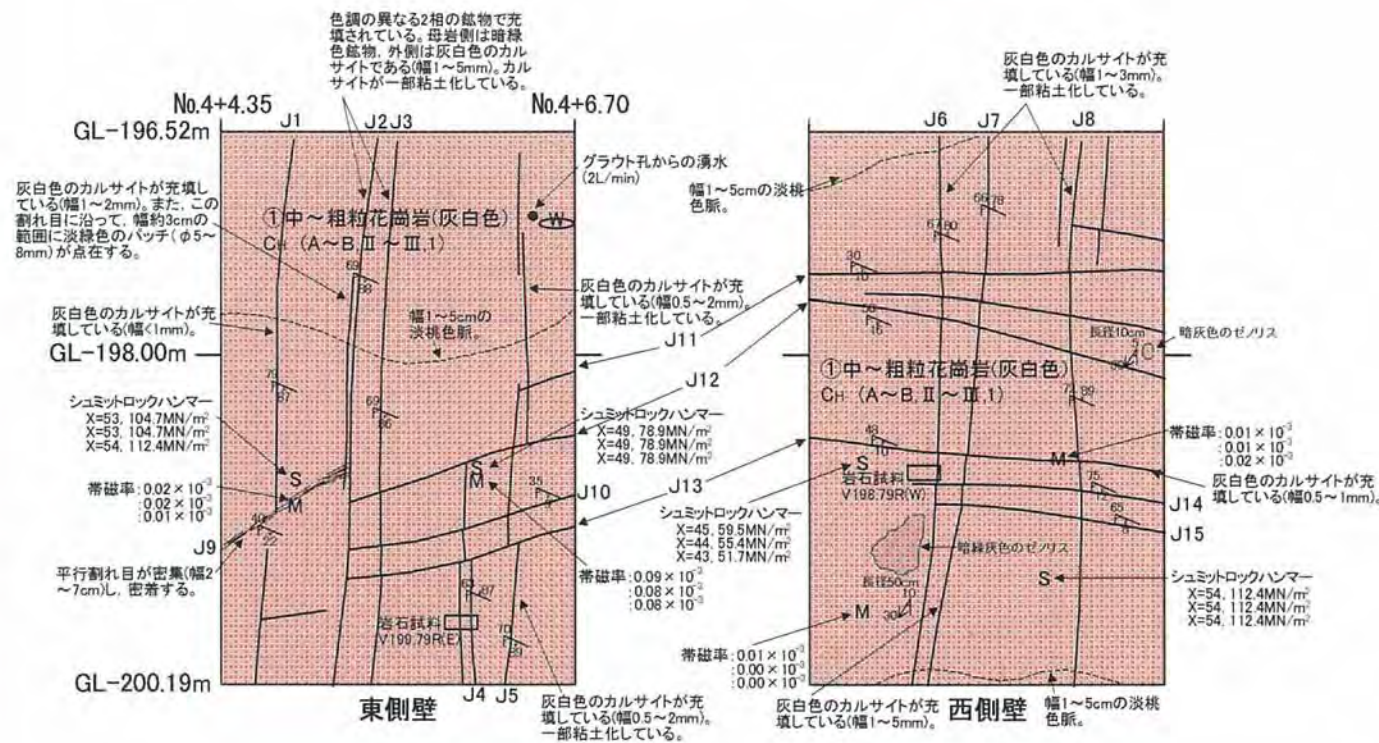 色調の異なる2相の鉱物で充
填されている。母岩側は暗緑
色鉱物、外側は灰白色のカル
サイトである(幅1～5mm)。カル
サイトが一部粘土化している。
No.4+4.35
No.4+6.70
GL-196.52m
J1
J2
J3
グラウト孔からの湧水
(2L/min)
W
灰白色のカルサイトが充填し
ている(幅1～2mm)。また、この
割れ目に沿って、幅約3cmの
範囲に淡緑色のパッチ(φ5～
8mm)が点在する。
①中～粗粒花崗岩(灰白色)
CH (A～B,Ⅱ～Ⅲ,1)
69
88
灰白色のカルサイトが充
填している(幅0.5～2mm)。
一部粘土化している。
灰白色のカルサイトが充
填している(幅<1mm)。
幅1～5cmの
淡桃色脈。
GL-198.00m
J11
J12
79
87
69
86
シュミットロックハンマー
X=53, 104.7MN/m²
X=53, 104.7MN/m²
X=54, 112.4MN/m²
シュミットロックハンマー
X=49, 78.9MN/m²
X=49, 78.9MN/m²
X=49, 78.9MN/m²
S
M
S
M
帯磁率:0.02×10⁻³
:0.02×10⁻³
:0.01×10⁻³
35
J10
J13
J9
平行割れ目が密集(幅2
～7cm)し、密着する。
帯磁率:0.09×10⁻³
:0.08×10⁻³
:0.08×10⁻³
63
87
岩石試料
V199.79R(E)
70
GL-200.19m
J4
J5
東側壁
灰白色のカルサイトが充
填している(幅0.5～2mm)。
一部粘土化している。
灰白色のカルサイトが充
填している(幅1～3mm)。
一部粘土化している。
J6
J7
J8
幅1～5cmの淡桃
色脈。
66
78
67
80
30
10
50
16
長径10cm
暗灰色のゼノリス
①中～粗粒花崗岩(灰白色)
CH (A～B,Ⅱ～Ⅲ,1)
48
10
S
M
帯磁率:0.01×10⁻³
:0.01×10⁻³
:0.02×10⁻³
岩石試料
V198.79R(W)
75
J14
灰白色のカルサイトが充
填している(幅0.5～1mm)。
65
J15
シュミットロックハンマー
X=45, 59.5MN/m²
X=44, 55.4MN/m²
X=43, 51.7MN/m²
暗緑灰色のゼノリス
長径50cm
10
30
M
S
シュミットロックハンマー
X=54, 112.4MN/m²
X=54, 112.4MN/m²
X=54, 112.4MN/m²
帯磁率:0.01×10⁻³
:0.00×10⁻³
:0.00×10⁻³
灰白色のカルサイトが充
填している(幅1～5mm)。
西側壁
幅1～5cmの淡桃
色脈。